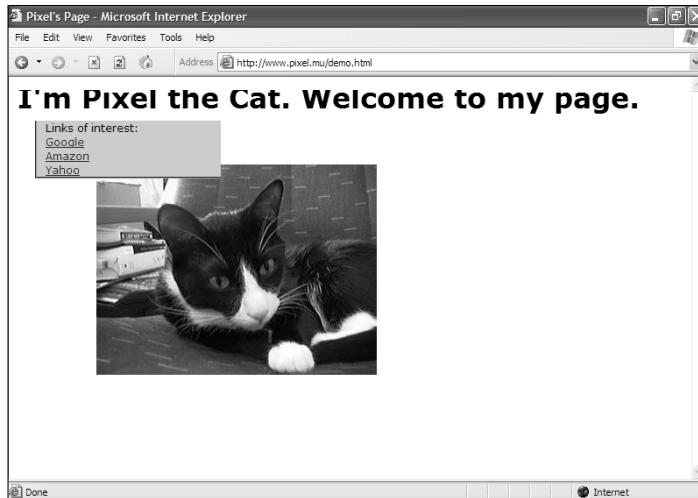 Pixel's Page - Microsoft Internet Explorer
File Edit View Favorites Tools Help
Address http://www.pixel.mu/demo.html
I'm Pixel the Cat. Welcome to my page.
Links of interest:
Google
Amazon
Yahoo
Done Internet